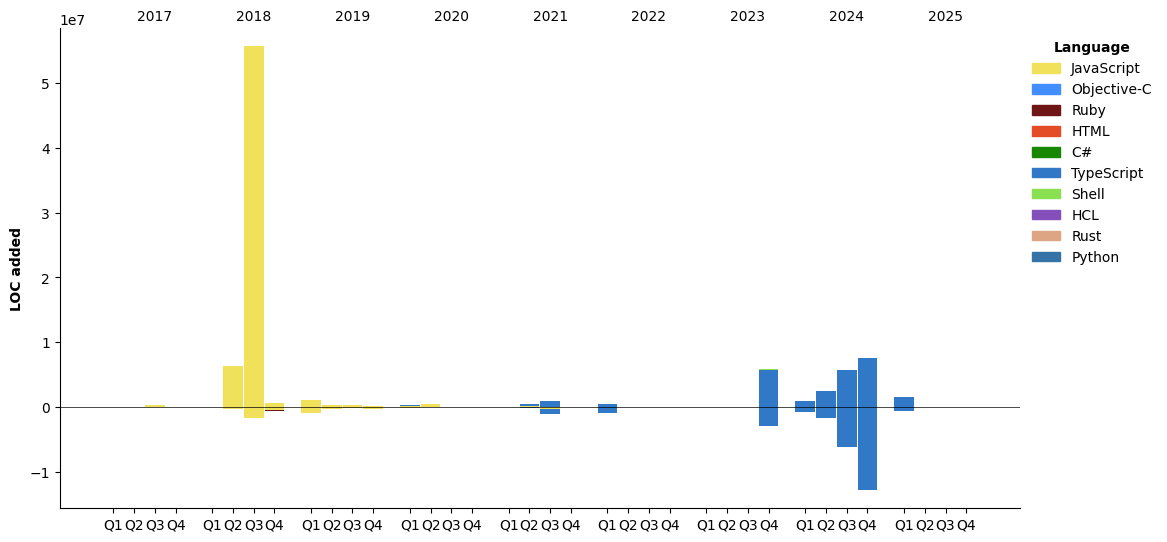 2017 2018 2019 2020 2021 2022 2023 2024 2025
1e7
Language
JavaScript
Objective-C
Ruby
HTML
C#
TypeScript
Shell
HCL
Rust
Python
LOC added
5
4
3
2
1
0
−1
Q1 Q2 Q3 Q4 Q1 Q2 Q3 Q4 Q1 Q2 Q3 Q4 Q1 Q2 Q3 Q4 Q1 Q2 Q3 Q4 Q1 Q2 Q3 Q4 Q1 Q2 Q3 Q4 Q1 Q2 Q3 Q4 Q1 Q2 Q3 Q4